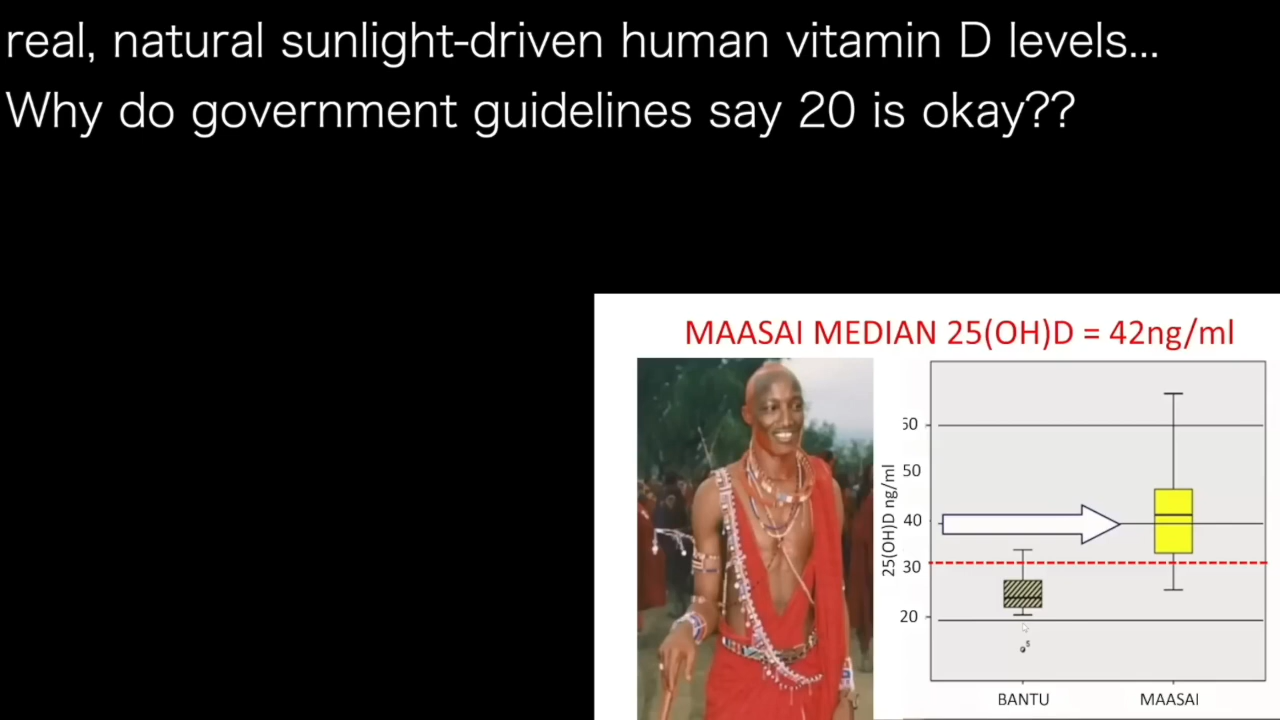 real, natural sunlight-driven human vitamin D levels...
Why do government guidelines say 20 is okay??
MAASAI MEDIAN 25(OH)D = 42ng/ml
25(OH)D ng/ml
50
40
30
20
5
BANTU
MAASAI